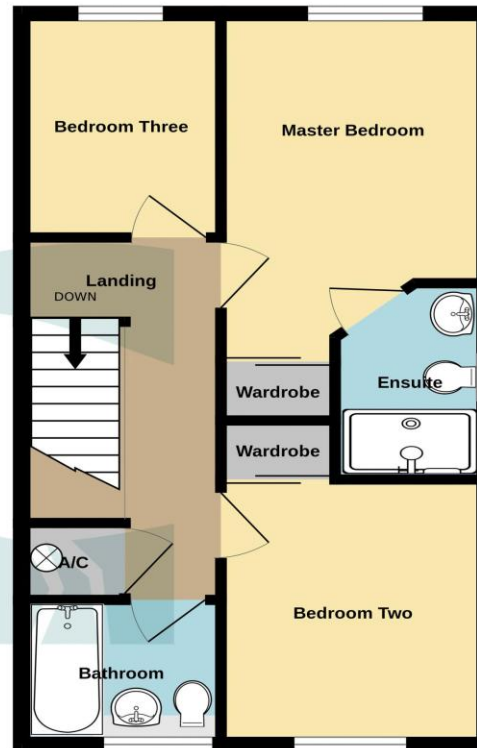 Bedroom Three
Master Bedroom
Landing
DOWN
Ensuite
Wardrobe
Wardrobe
A/C
Bedroom Two
Bathroom